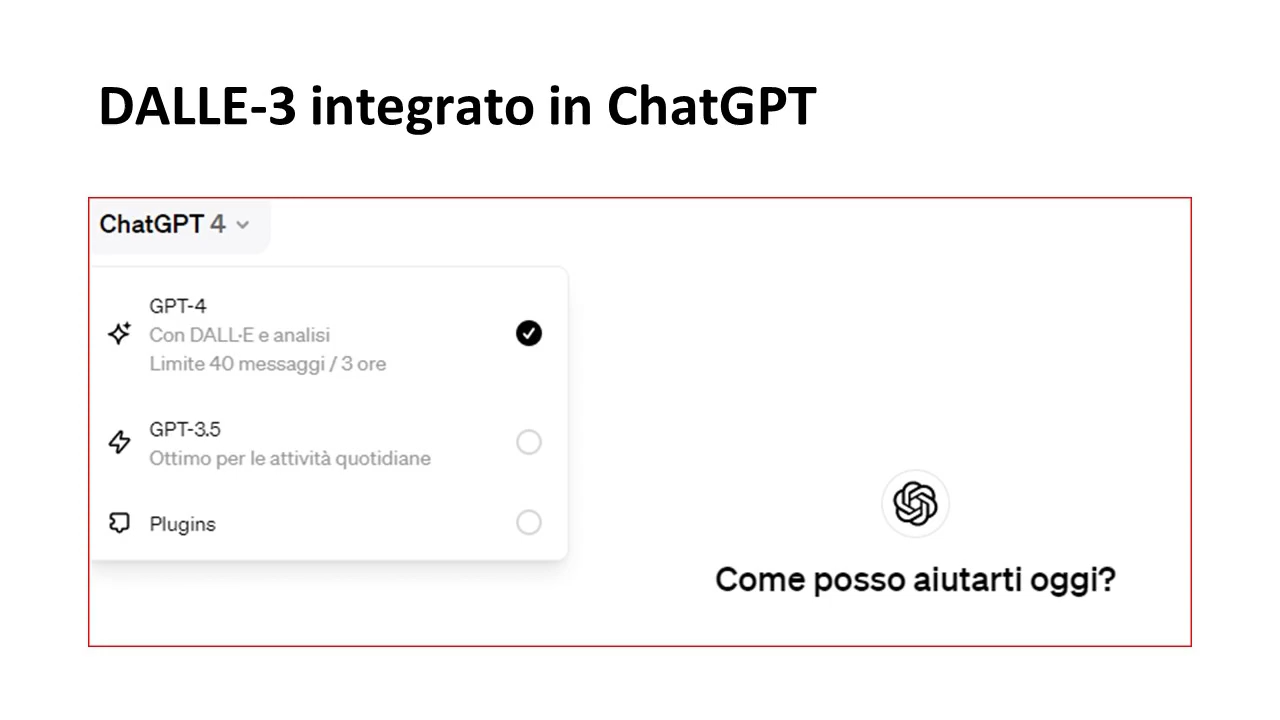 DALLE-3 integrato in ChatGPT
ChatGPT 4
GPT-4
Con DALL·E e analisi
Limite 40 messaggi / 3 ore
GPT-3.5
Ottimo per le attività quotidiane
Plugins
Come posso aiutarti oggi?